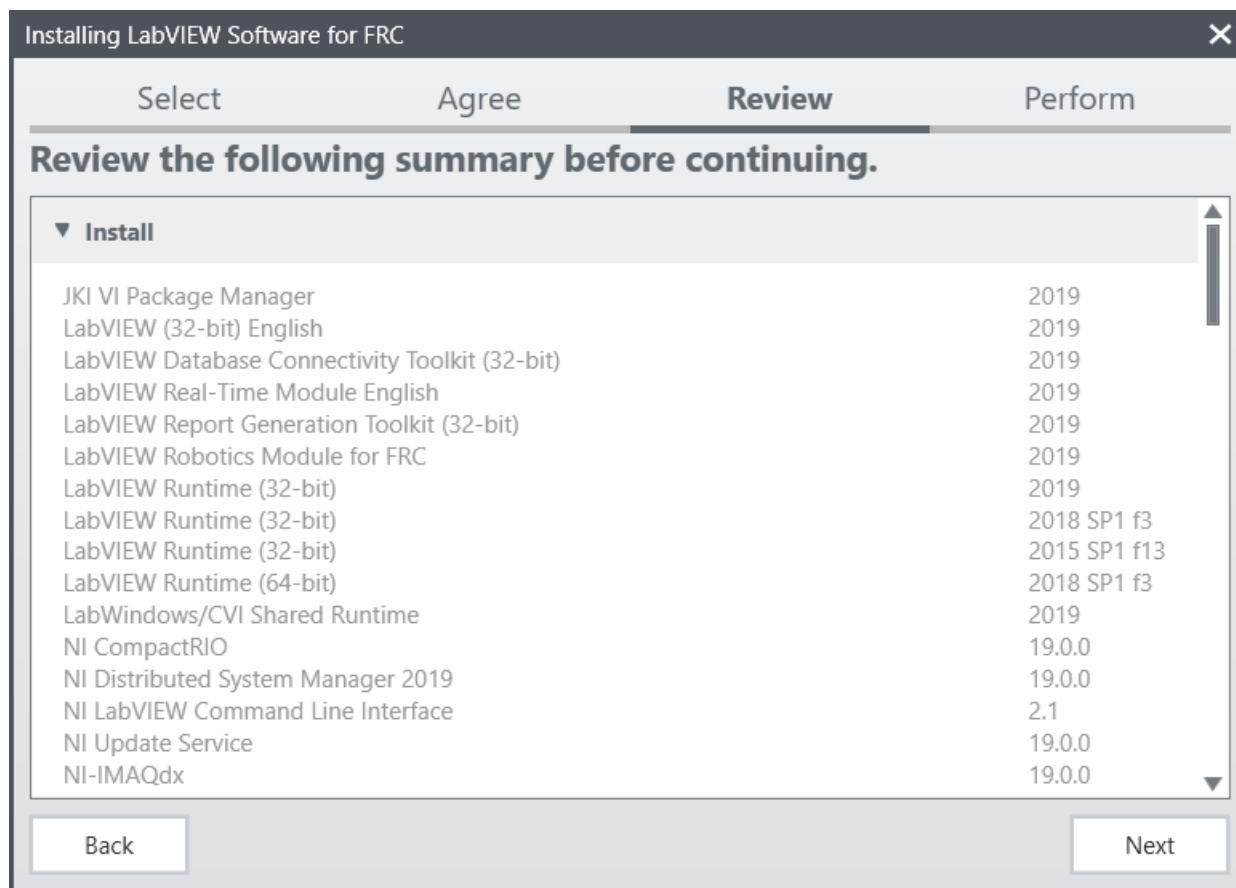 Installing LabVIEW Software for FRC
Select Agree Review Perform
Review the following summary before continuing.
Install
JKI VI Package Manager 2019
LabVIEW (32-bit) English 2019
LabVIEW Database Connectivity Toolkit (32-bit) 2019
LabVIEW Real-Time Module English 2019
LabVIEW Report Generation Toolkit (32-bit) 2019
LabVIEW Robotics Module for FRC 2019
LabVIEW Runtime (32-bit) 2019
LabVIEW Runtime (32-bit) 2018 SP1 f3
LabVIEW Runtime (32-bit) 2015 SP1 f13
LabVIEW Runtime (64-bit) 2018 SP1 f3
LabWindows/CVI Shared Runtime 2019
NI CompactRIO 19.0.0
NI Distributed System Manager 2019 19.0.0
NI LabVIEW Command Line Interface 2.1
NI Update Service 19.0.0
NI-IMAQdx 19.0.0
Back Next